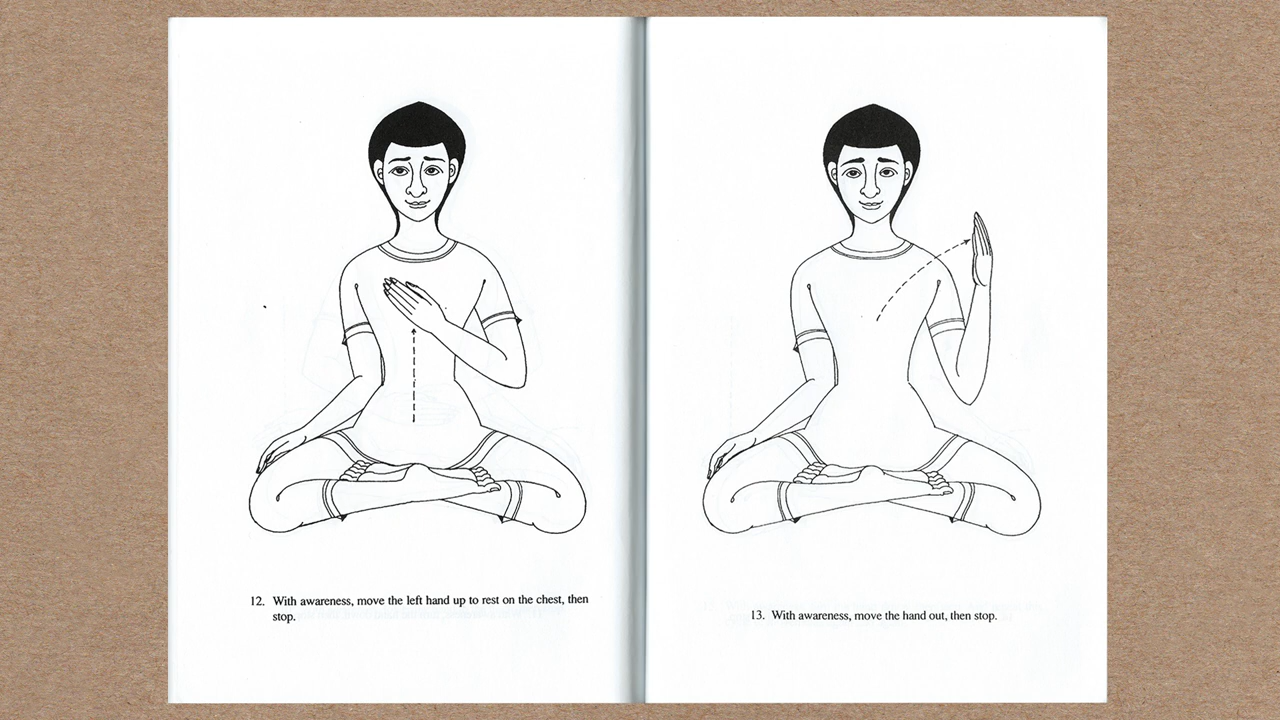 12. With awareness, move the left hand up to rest on the chest, then
stop.
13. With awareness, move the hand out, then stop.